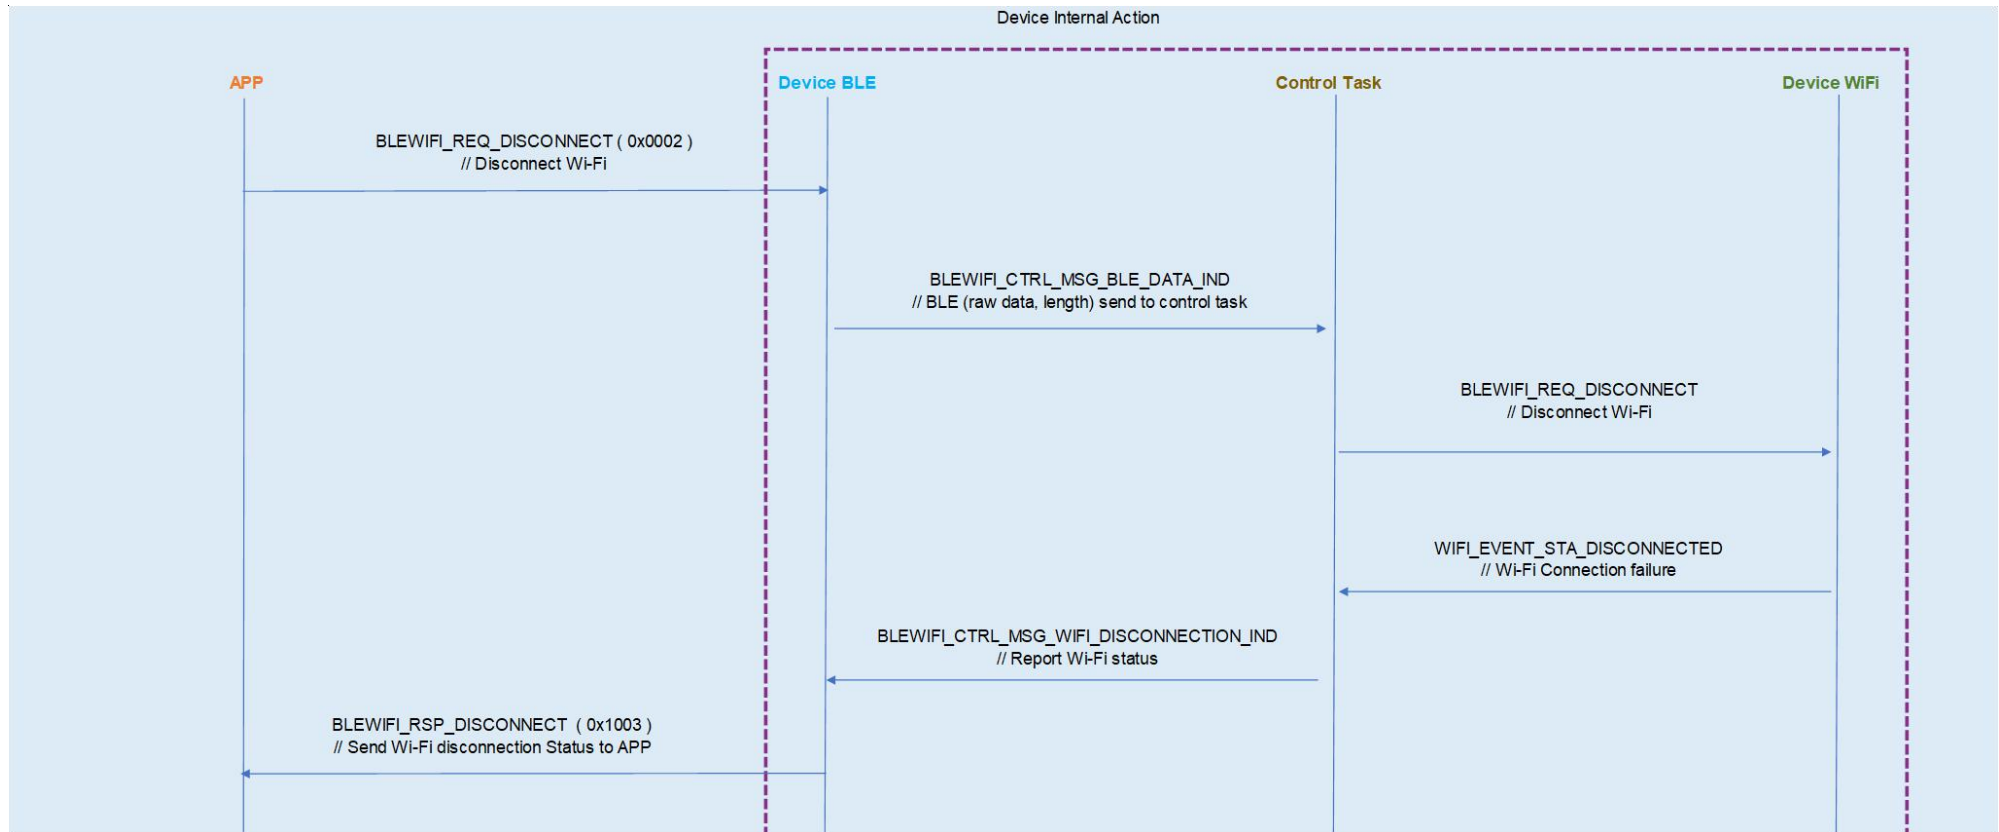 Device Internal Action
APP
Device BLE
Control Task
Device WiFi
BLEWIFI_REQ_DISCONNECT ( 0x0002 )
// Disconnect Wi-Fi
BLEWIFI_CTRL_MSG_BLE_DATA_IND
// BLE (raw data, length) send to control task
BLEWIFI_REQ_DISCONNECT
// Disconnect Wi-Fi
WIFI_EVENT_STA_DISCONNECTED
// Wi-Fi Connection failure
BLEWIFI_CTRL_MSG_WIFI_DISCONNECTION_IND
// Report Wi-Fi status
BLEWIFI_RSP_DISCONNECT ( 0x1003 )
// Send Wi-Fi disconnection Status to APP